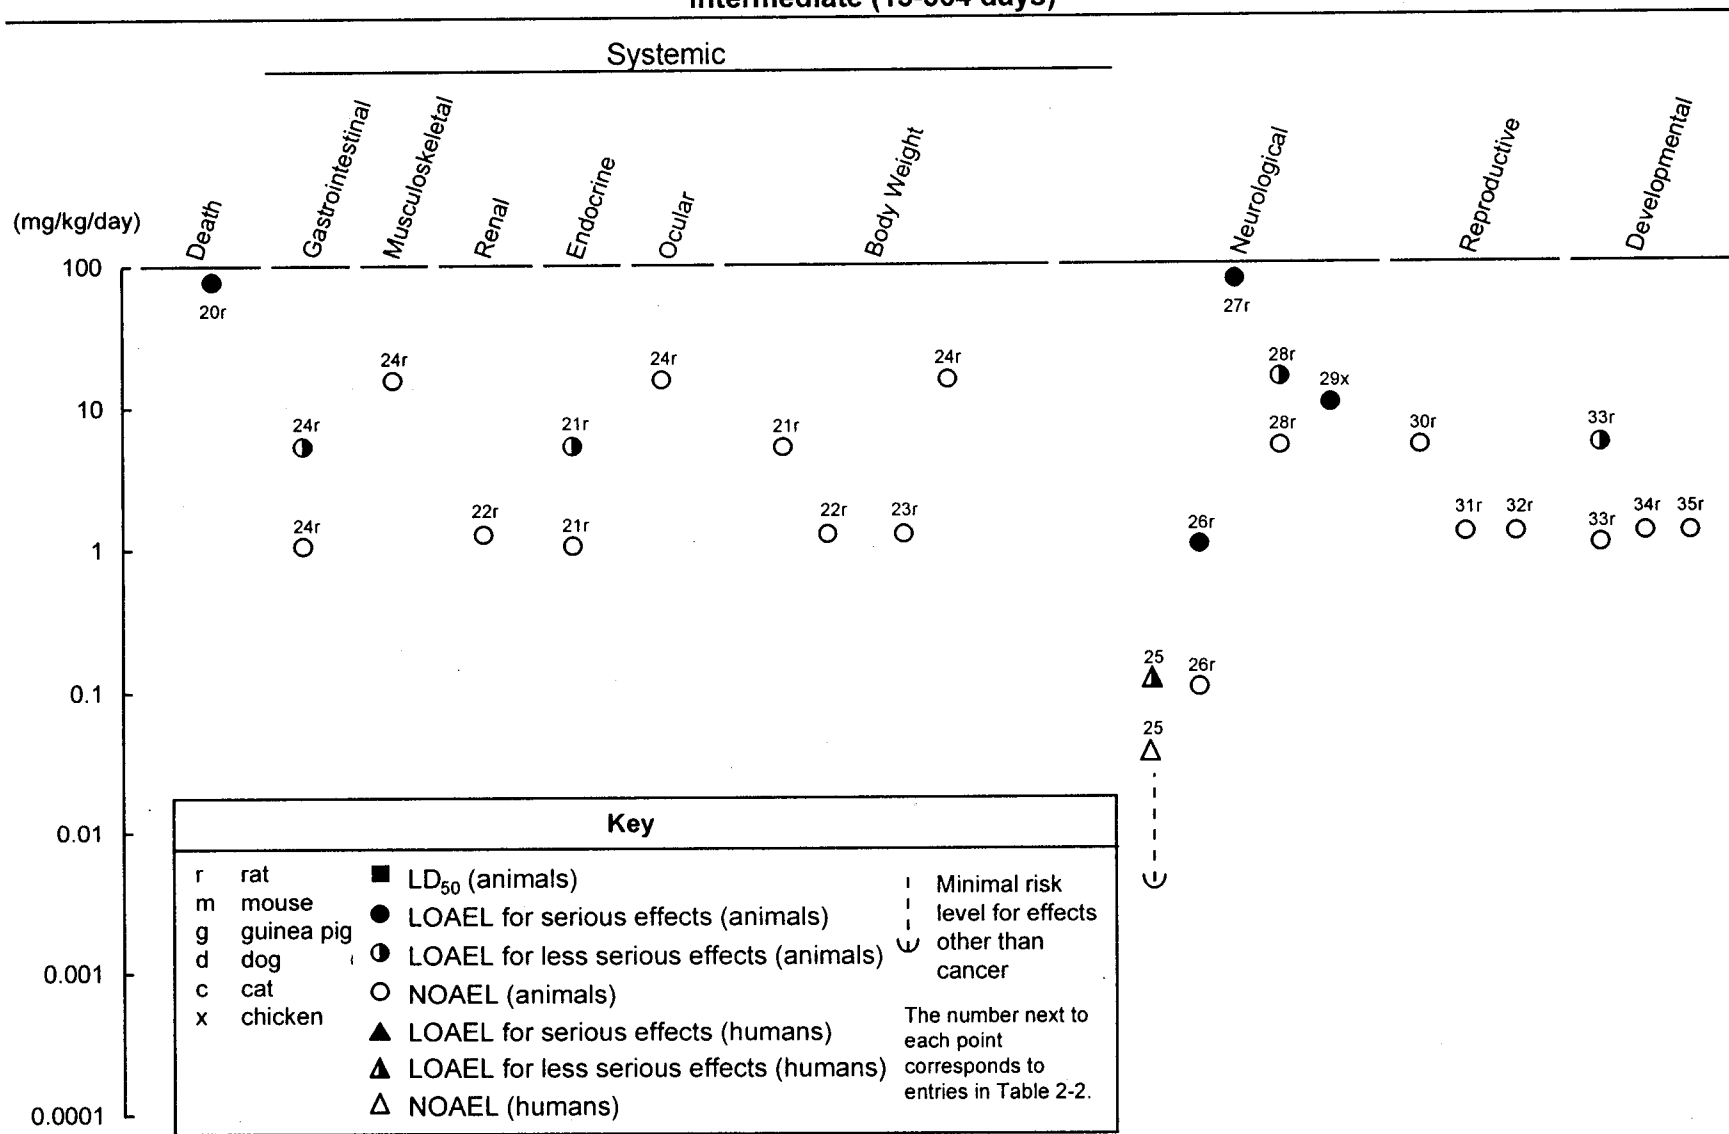 Systemic
(mg/kg/day)
Death
Gastrointestinal
Musculoskeletal
Renal
Endocrine
Ocular
Body Weight
Neurological
Reproductive
Developmental
100
20r
27r
24r
24r
24r
28r
29x
10
24r
21r
21r
28r
30r
33r
24r
22r
21r
22r
23r
26r
31r
32r
33r
34r
35r
1
25
26r
0.1
25
0.01
0.001
0.0001
Key
r rat
m mouse
g guinea pig
d dog
c cat
x chicken
LD50 (animals)
LOAEL for serious effects (animals)
LOAEL for less serious effects (animals)
NOAEL (animals)
LOAEL for serious effects (humans)
LOAEL for less serious effects (humans)
NOAEL (humans)
Minimal risk
level for effects
other than
cancer
The number next to
each point
corresponds to
entries in Table 2-2.